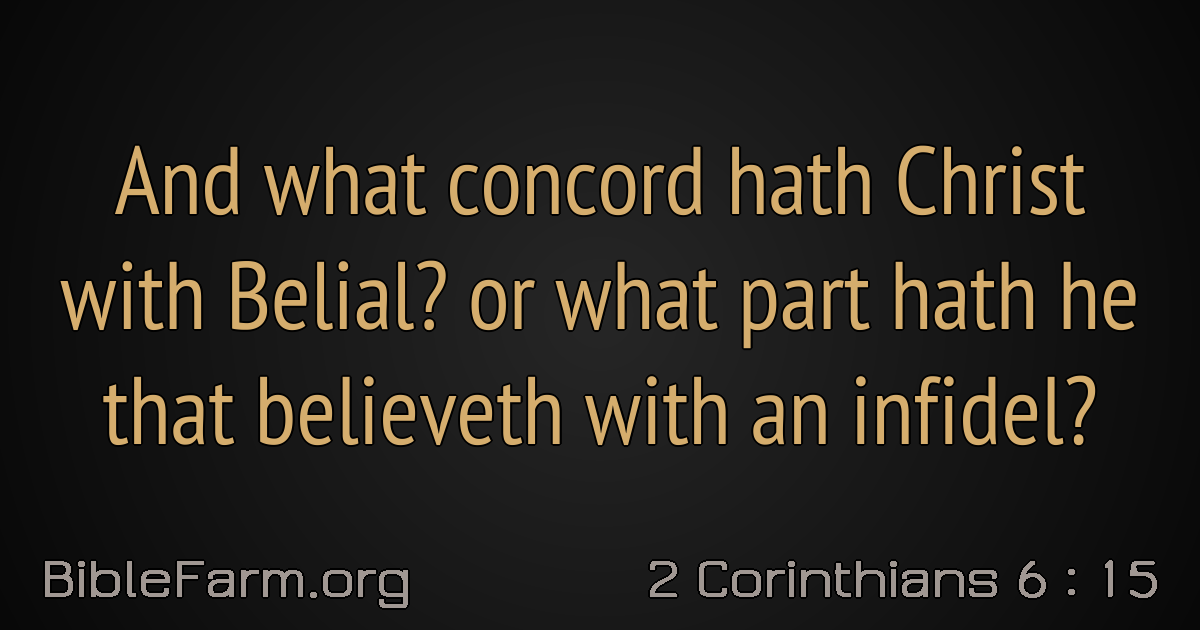 And what concord hath Christ
with Belial? or what part hath he
that believeth with an infidel?
BibleFarm.org
2 Corinthians 6 : 15